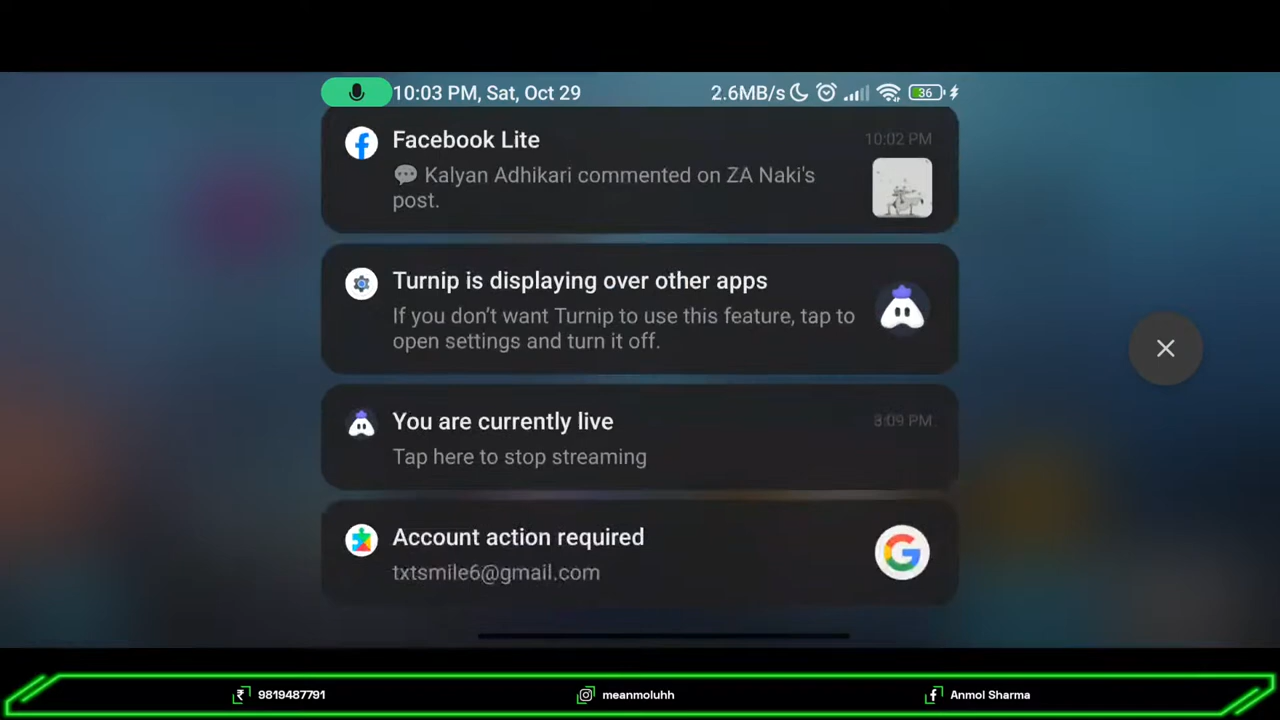 10:03 PM, Sat, Oct 29 2.6MB/s 36
Facebook Lite 10:02 PM
💬 Kalyan Adhikari commented on ZA Naki's
post.
Turnip is displaying over other apps
If you don’t want Turnip to use this feature, tap to
open settings and turn it off.
You are currently live 3:09 PM
Tap here to stop streaming
Account action required
txtsmile6@gmail.com
₹ 9819487791 meanmoluhh Anmol Sharma